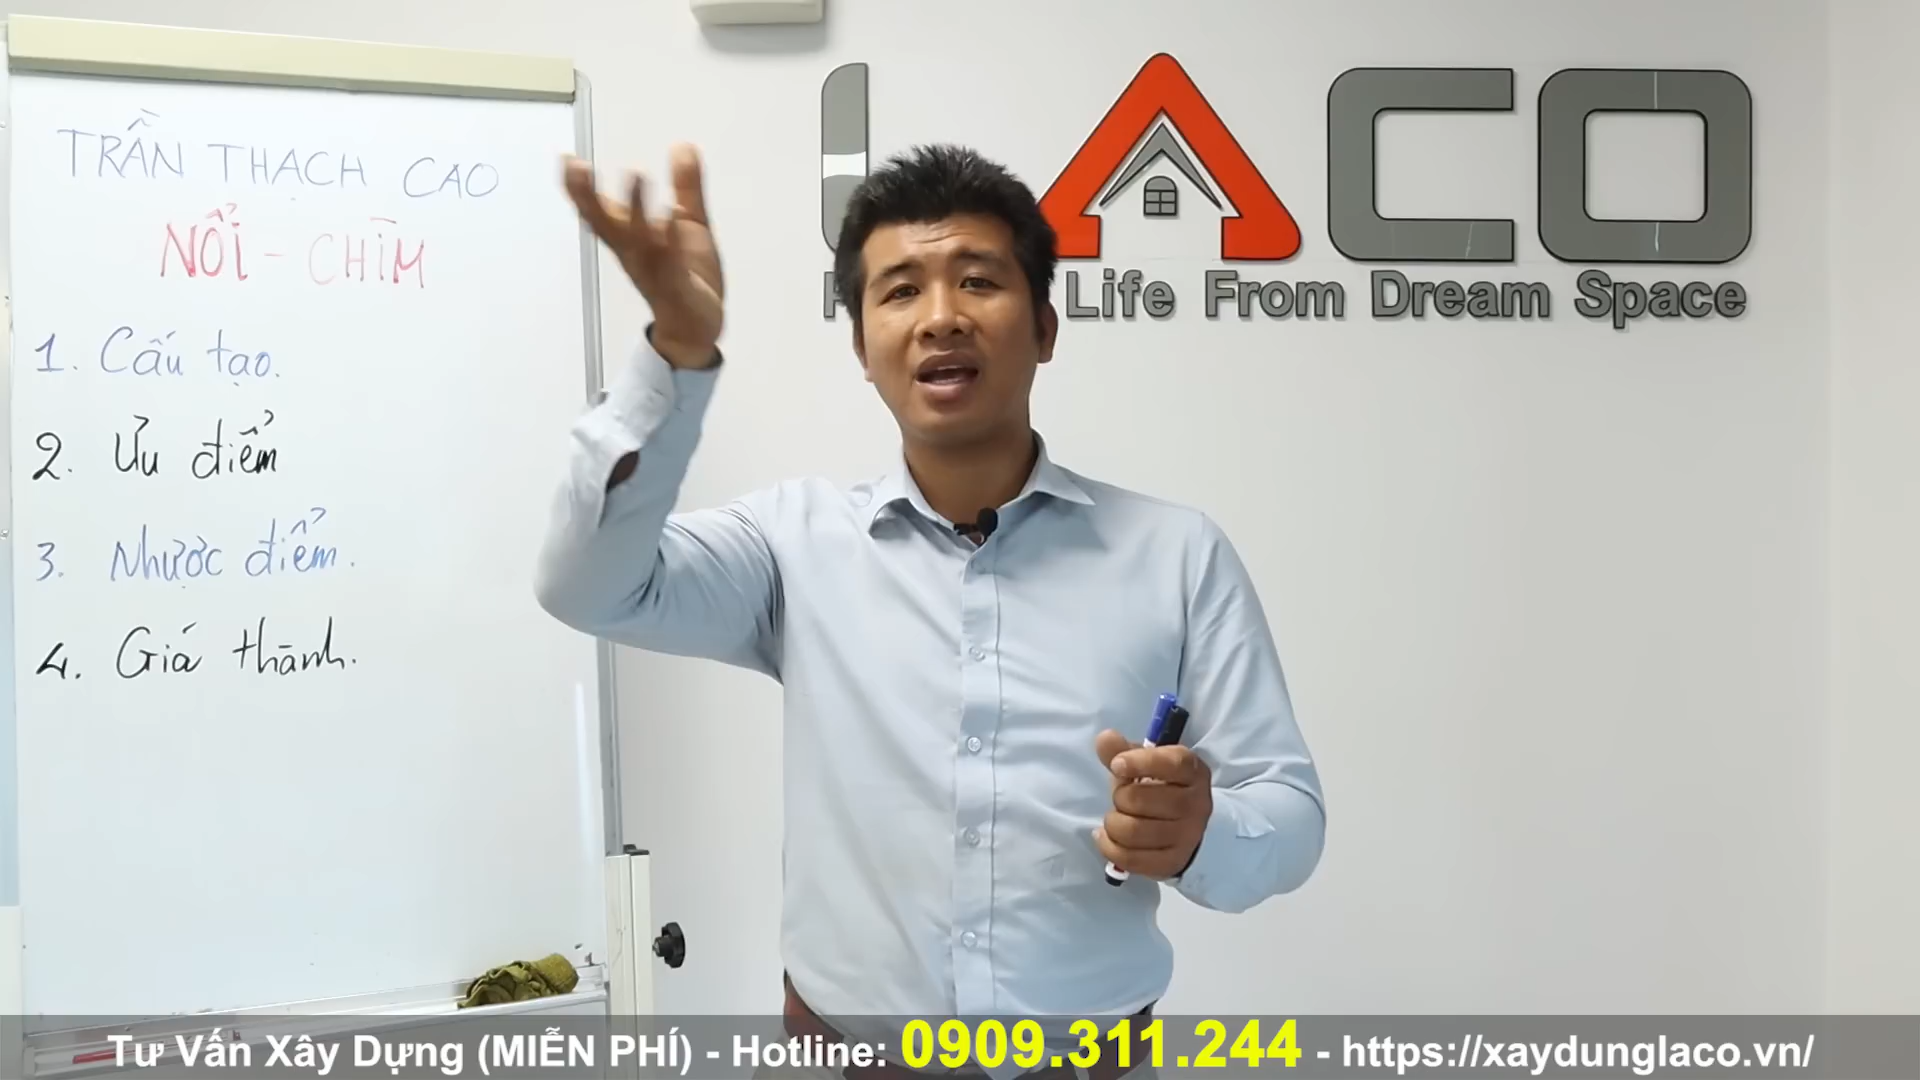 TRẦN THẠCH CAO
NỔI - CHÌM
1. Cấu tạo.
2. Ưu điểm
3. Nhược điểm.
4. Giá thành.
LACO
Life From Dream Space
Tư Vấn Xây Dựng (MIỄN PHÍ) - Hotline: 0909.311.244 - https://xaydunglaco.vn/